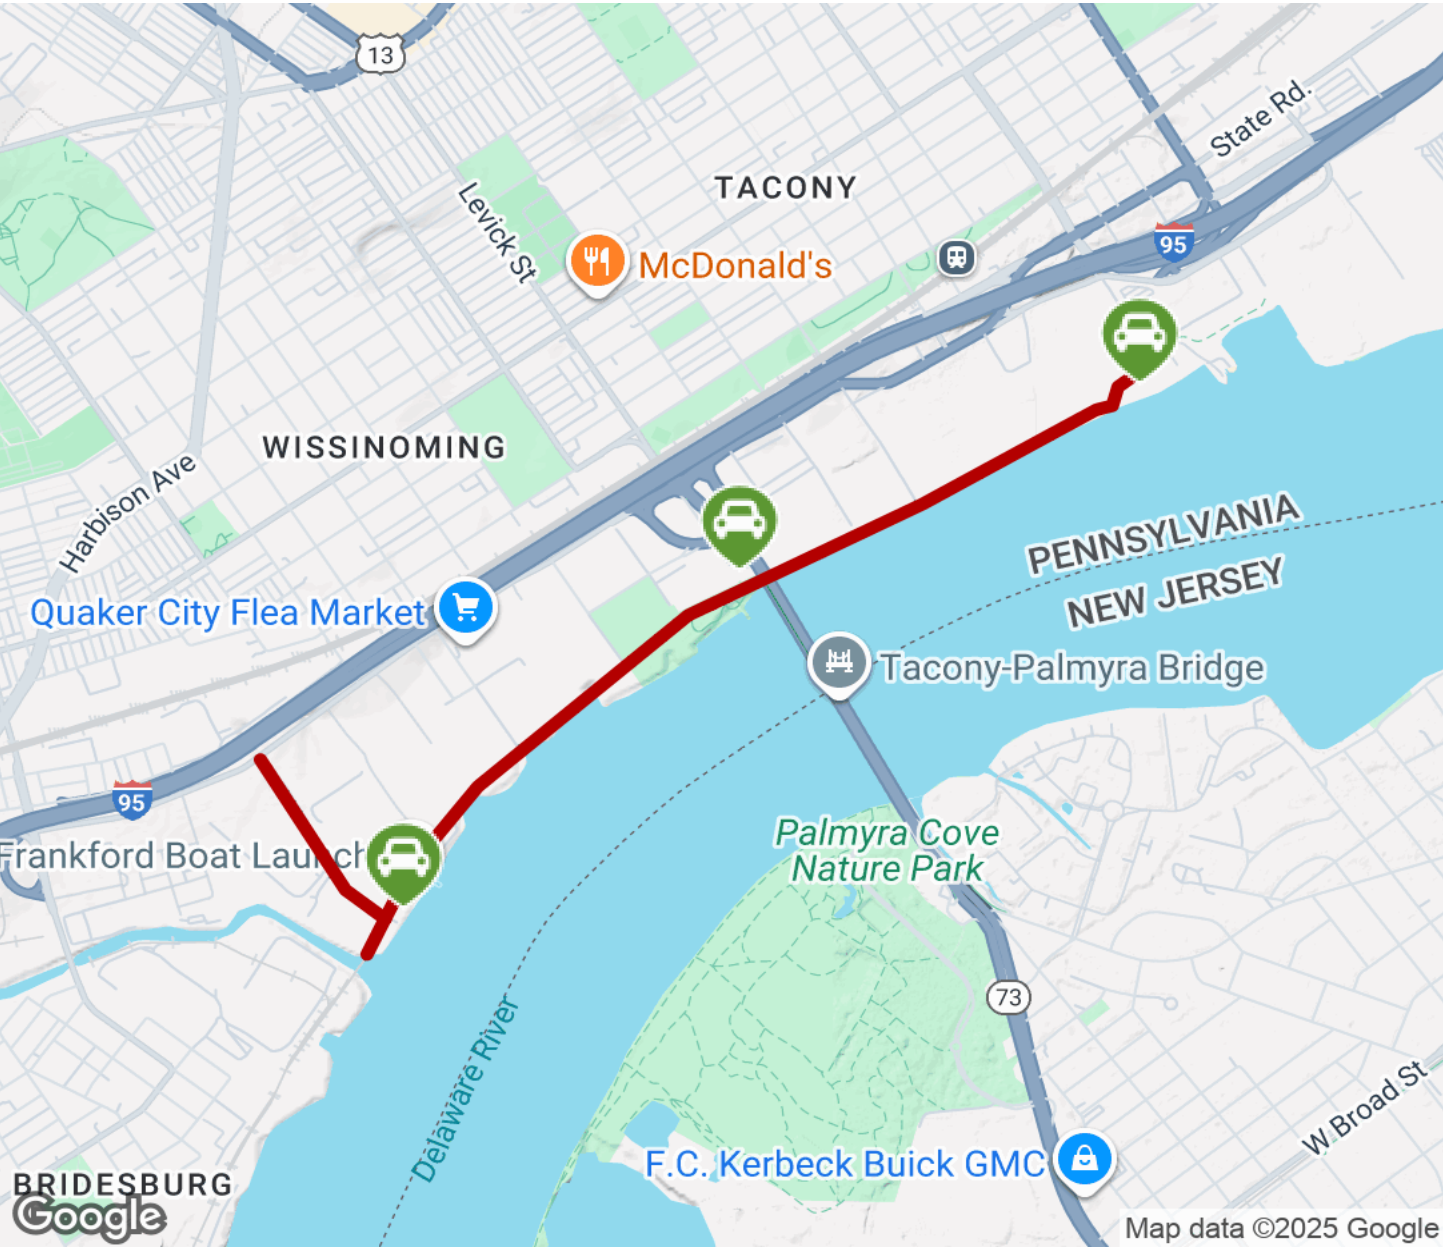 13
State Rd.
TACONY
Levick St
95
McDonald's
WISSINOMING
Harbison Ave
PENNSYLVANIA
NEW JERSEY
Quaker City Flea Market
Tacony-Palmyra Bridge
95
Palmyra Cove
Nature Park
Frankford Boat Launch
73
Delaware River
W Broad St
F.C. Kerbeck Buick GMC
BRIDESBURG
Google
Map data ©2025 Google